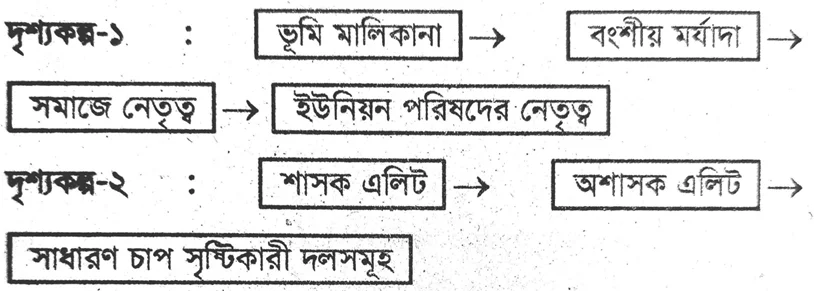 দৃশ্যকল্প-১ : ভূমি মালিকানা → বংশীয় মর্যাদা →
সমাজে নেতৃত্ব → ইউনিয়ন পরিষদের নেতৃত্ব
দৃশ্যকল্প-২ : শাসক এলিট → অশাসক এলিট →
সাধারণ চাপ সৃষ্টিকারী দলসমূহ